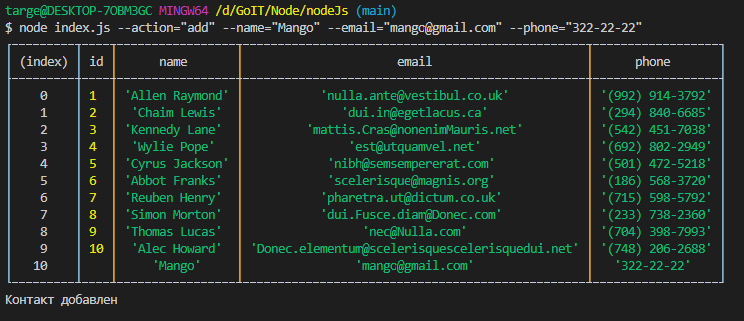 targe@DESKTOP-7OBM3GC MINGW64 /d/GoIT/Node/nodeJs (main)
$ node index.js --action="add" --name="Mango" --email="mango@gmail.com" --phone="322-22-22"
(index) id name email phone
0 1 'Allen Raymond' 'nulla.ante@vestibul.co.uk' '(992) 914-3792'
1 2 'Chaim Lewis' 'dui.in@egetlacus.ca' '(294) 840-6685'
2 3 'Kennedy Lane' 'mattis.Cras@nonenimMauris.net' '(542) 451-7038'
3 4 'Wylie Pope' 'est@utquamvel.net' '(692) 802-2949'
4 5 'Cyrus Jackson' 'nibh@semsempererat.com' '(501) 472-5218'
5 6 'Abbot Franks' 'scelerisque@magnis.org' '(186) 568-3720'
6 7 'Reuben Henry' 'pharetra.ut@dictum.co.uk' '(715) 598-5792'
7 8 'Simon Morton' 'dui.Fusce.diam@Donec.com' '(233) 738-2360'
8 9 'Thomas Lucas' 'nec@Nulla.com' '(704) 398-7993'
9 10 'Alec Howard' 'Donec.elementum@scelerisquescelerisquedui.net' '(748) 206-2688'
10 'Mango' 'mango@gmail.com' '322-22-22'
Контакт добавлен